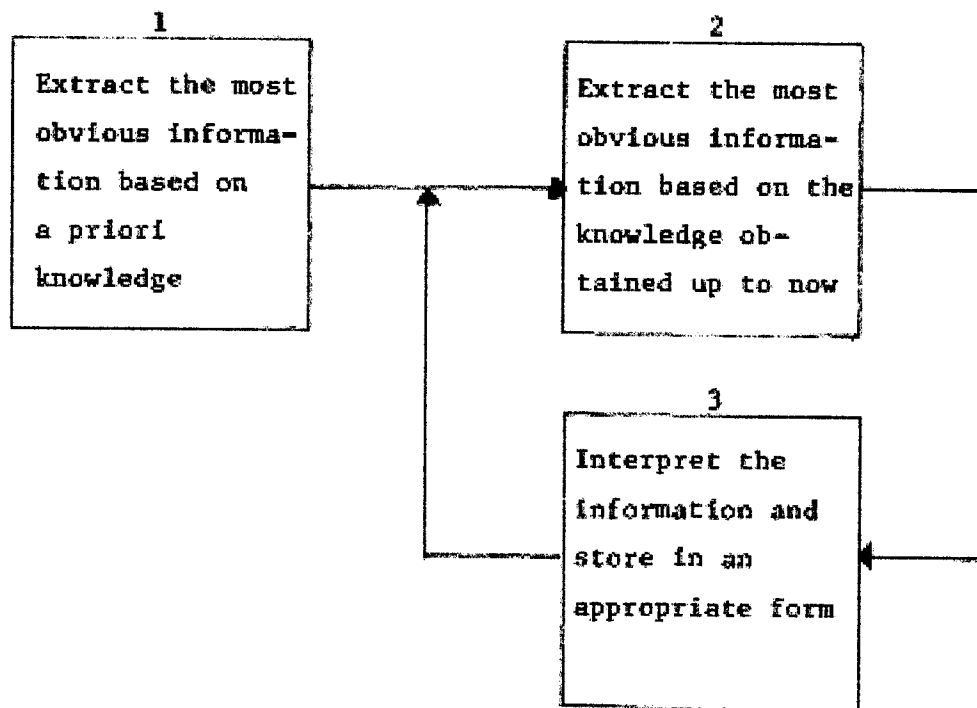 1
Extract the most
obvious informa-
tion based on
a priori
knowledge
2
Extract the most
obvious informa-
tion based on the
knowledge ob-
tained up to now
3
Interpret the
information and
store in an
appropriate form